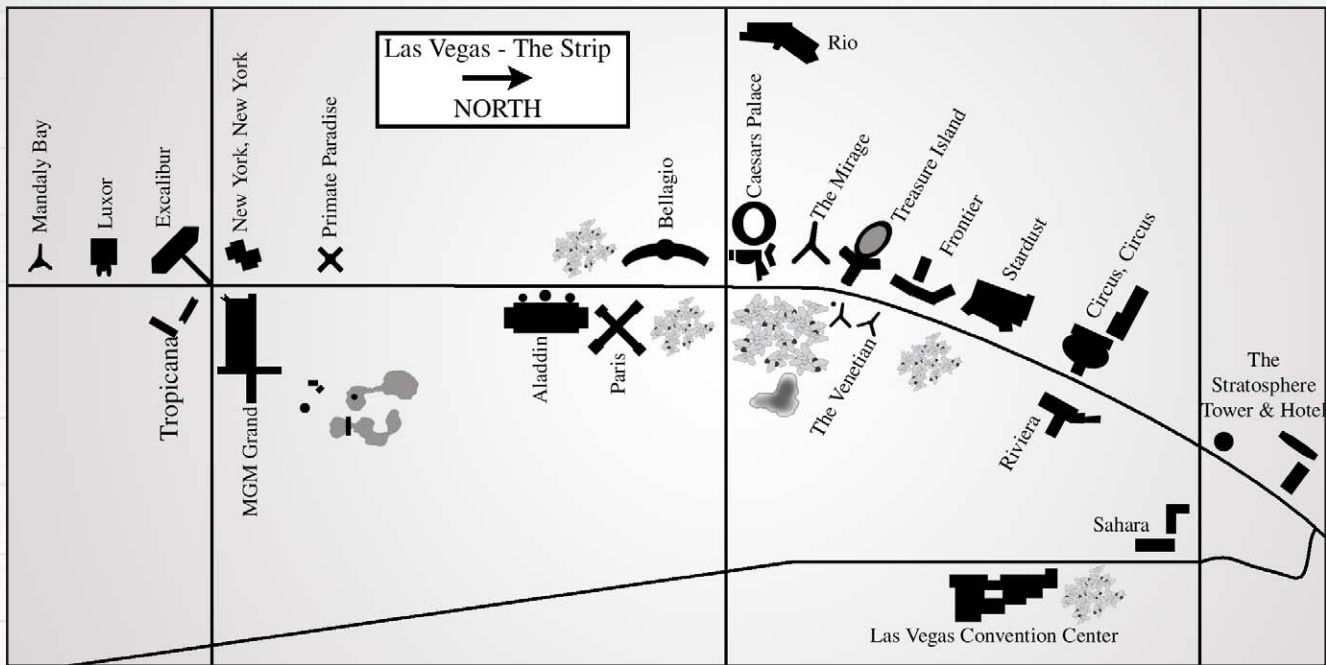 Las Vegas - The Strip
NORTH
Rio
Mandaly Bay
Luxor
Excalibur
New York, New York
Primate Paradise
Bellagio
Caesars Palace
The Mirage
Treasure Island
Frontier
Stardust
Circus, Circus
Tropicana
MGM Grand
Aladdin
Paris
The Venetian
Riviera
The
Stratosphere
Tower & Hotel
Sahara
Las Vegas Convention Center